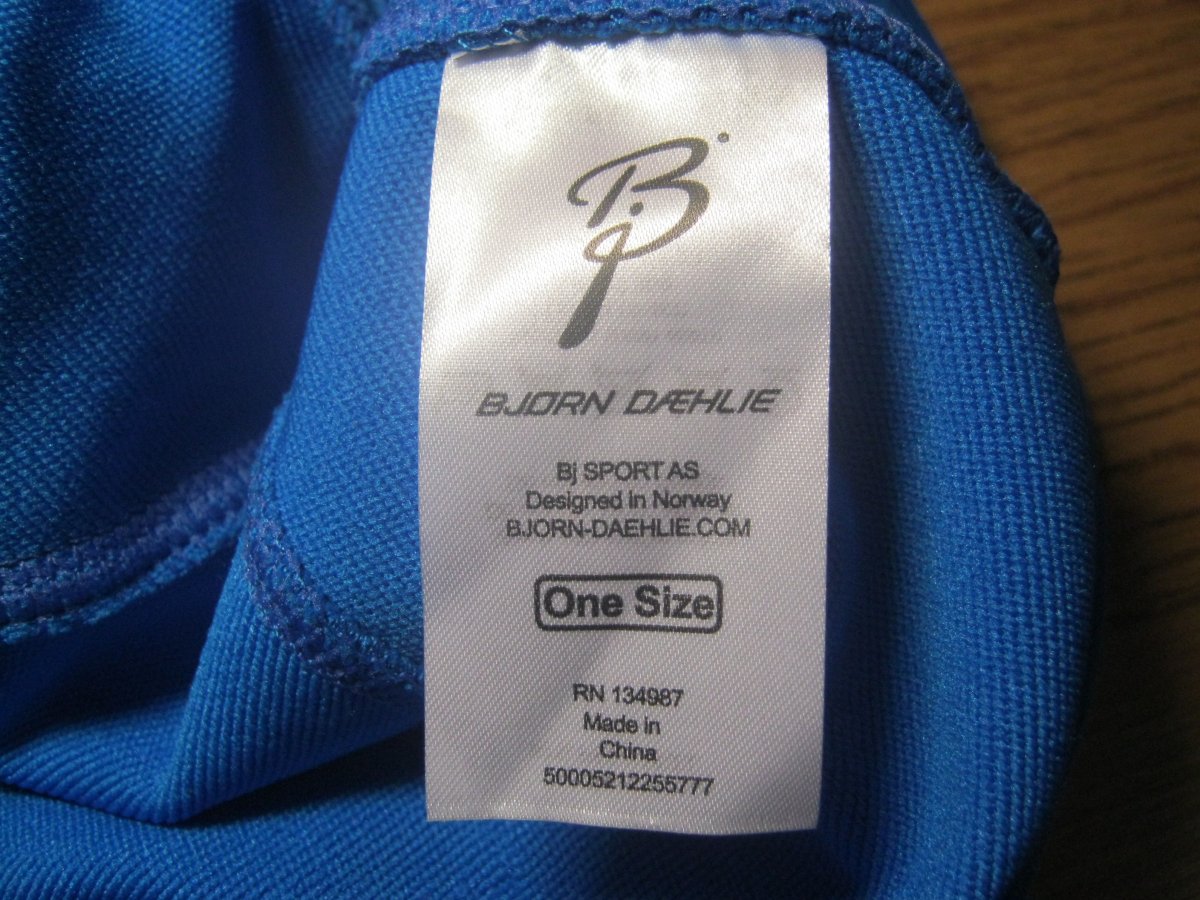 BJ
BJORN DÆHLIE
Bj SPORT AS
Designed in Norway
BJORN-DAEHLIE.COM
One Size
RN 134987
Made in
China
50005212255777